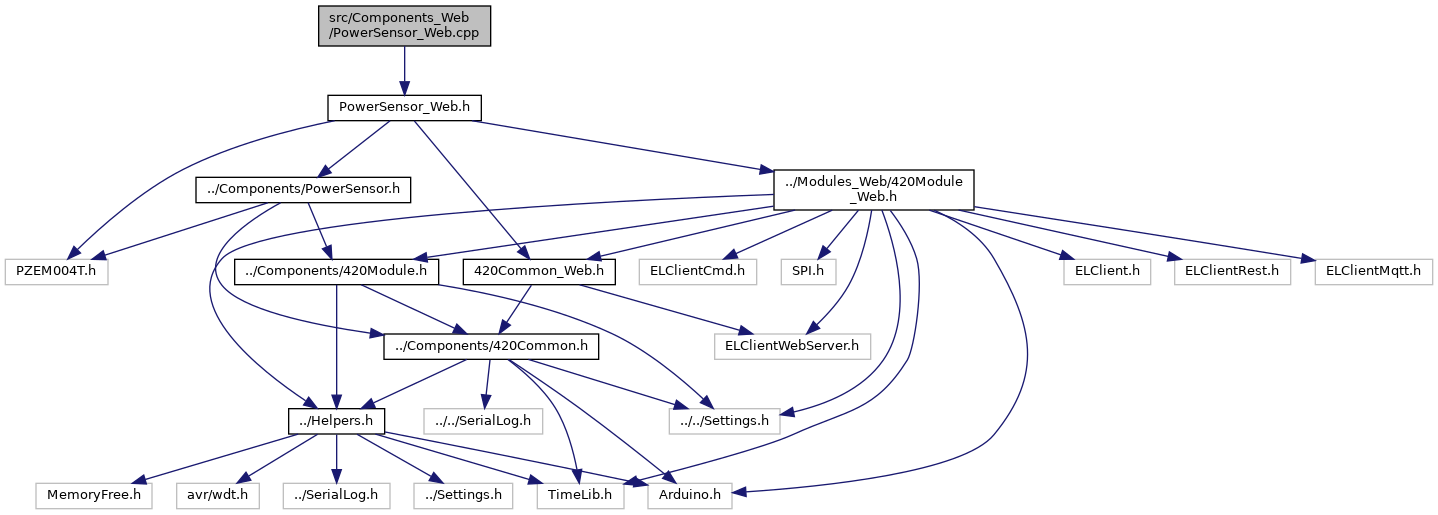 src/Components_Web
/PowerSensor_Web.cpp
PowerSensor_Web.h
../Modules_Web/420Module
_Web.h
../Components/PowerSensor.h
PZEM004T.h
../Components/420Module.h
420Common_Web.h
ELClientCmd.h
SPI.h
ELClient.h
ELClientRest.h
ELClientMqtt.h
../Components/420Common.h
ELClientWebServer.h
../Helpers.h
../../SerialLog.h
../../Settings.h
MemoryFree.h
avr/wdt.h
../SerialLog.h
../Settings.h
TimeLib.h
Arduino.h